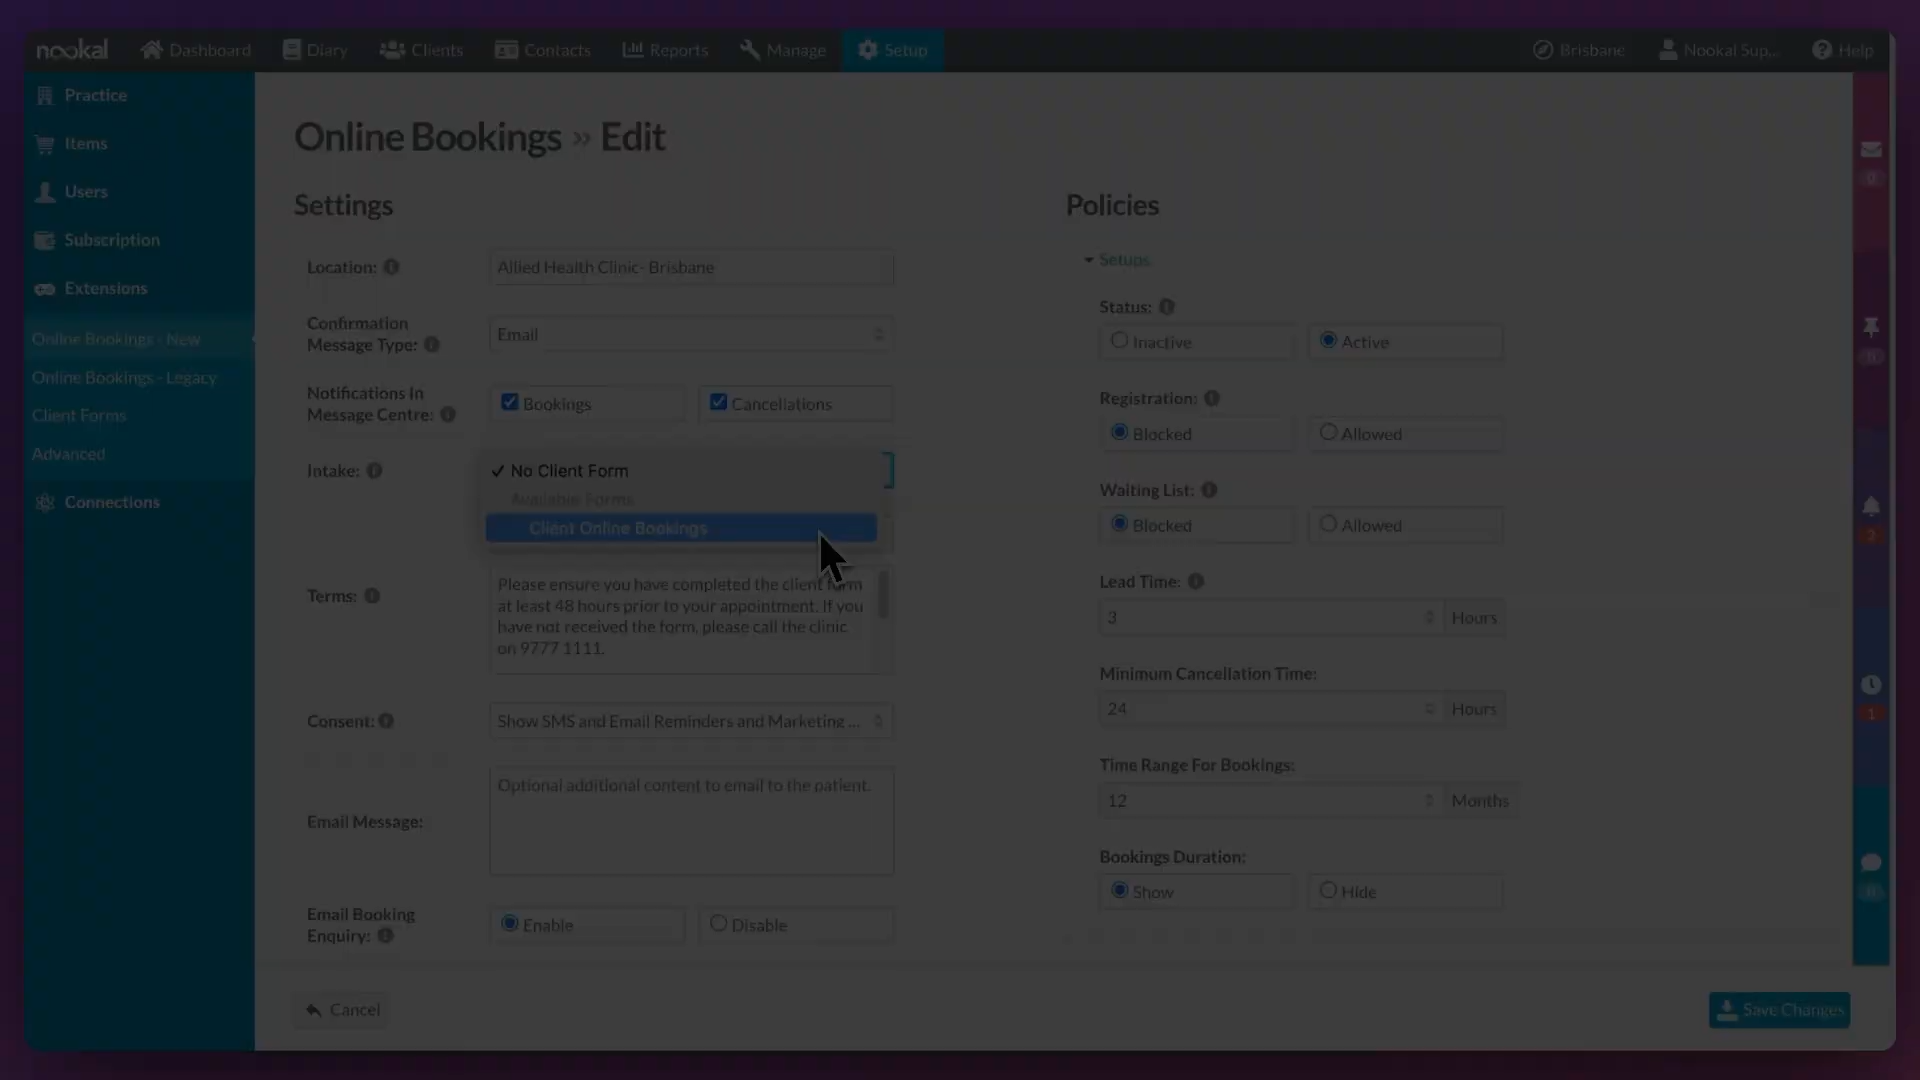 nookal
Dashboard
Diary
Clients
Contacts
Reports
Manage
Setup
Brisbane
Nookal Sup...
Help
Practice
Items
Users
Subscription
Extensions
Online Bookings - New
Online Bookings - Legacy
Client Forms
Advanced
Connections
Online Bookings » Edit
Settings
Location:
Allied Health Clinic- Brisbane
Confirmation
Message Type:
Email
Notifications In
Message Centre:
Bookings
Cancellations
Intake:
✓ No Client Form
Available Forms
Client Online Bookings
Terms:
Please ensure you have completed the client form
at least 48 hours prior to your appointment. If you
have not received the form, please call the clinic
on 9777 1111.
Consent:
Show SMS and Email Reminders and Marketing ...
Email Message:
Optional additional content to email to the patient.
Email Booking
Enquiry:
Enable
Disable
Cancel
Policies
Setups
Status:
Inactive
Active
Registration:
Blocked
Allowed
Waiting List:
Blocked
Allowed
Lead Time:
3
Hours
Minimum Cancellation Time:
24
Hours
Time Range For Bookings:
12
Months
Bookings Duration:
Show
Hide
Save Changes
0
1